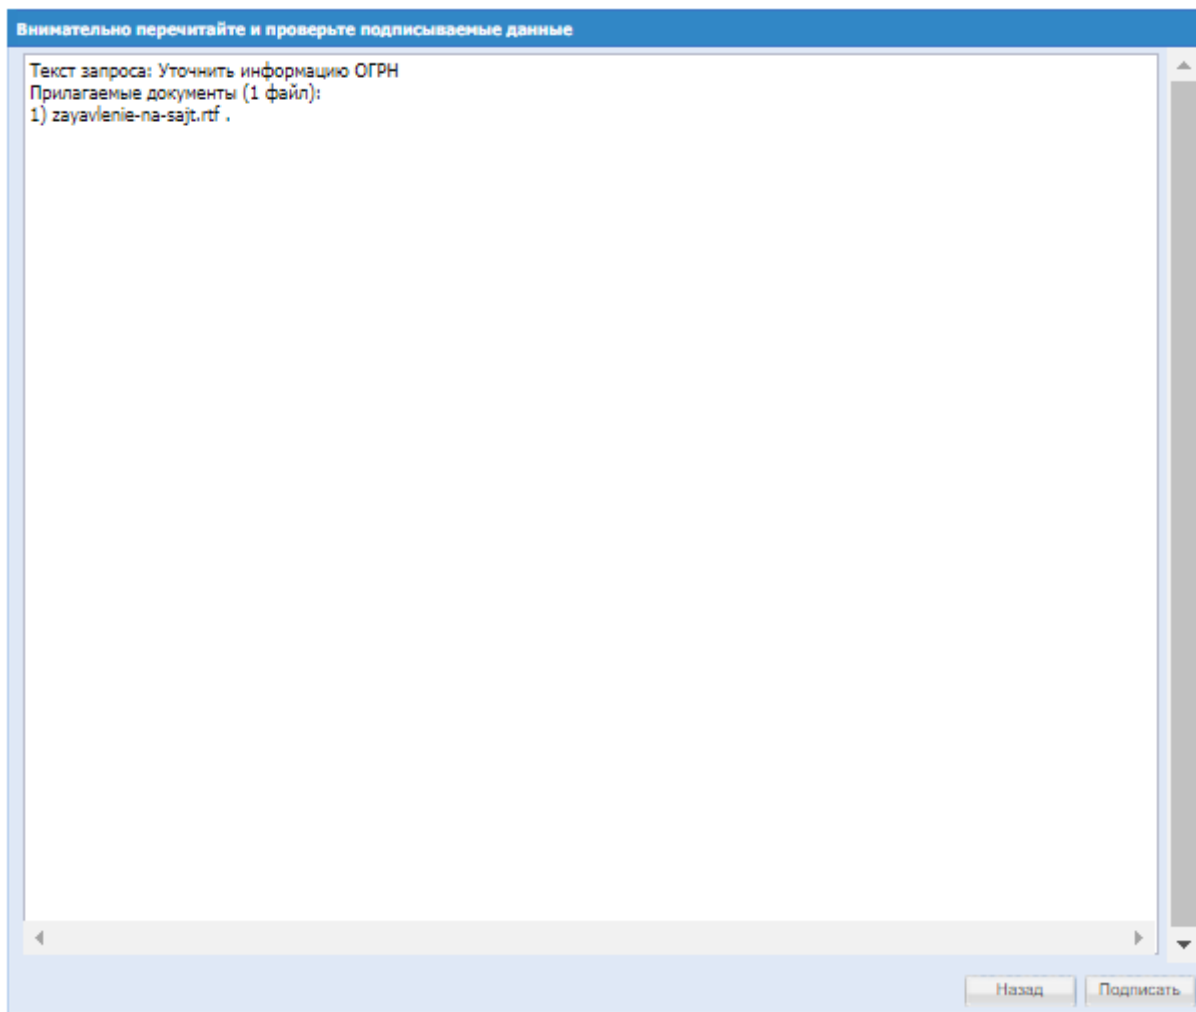 Внимательно перечитайте и проверьте подписываемые данные
Текст запроса: Уточнить информацию ОГРН
Прилагаемые документы (1 файл):
1) zayavlenie-na-sajt.rtf .
Назад Подписать